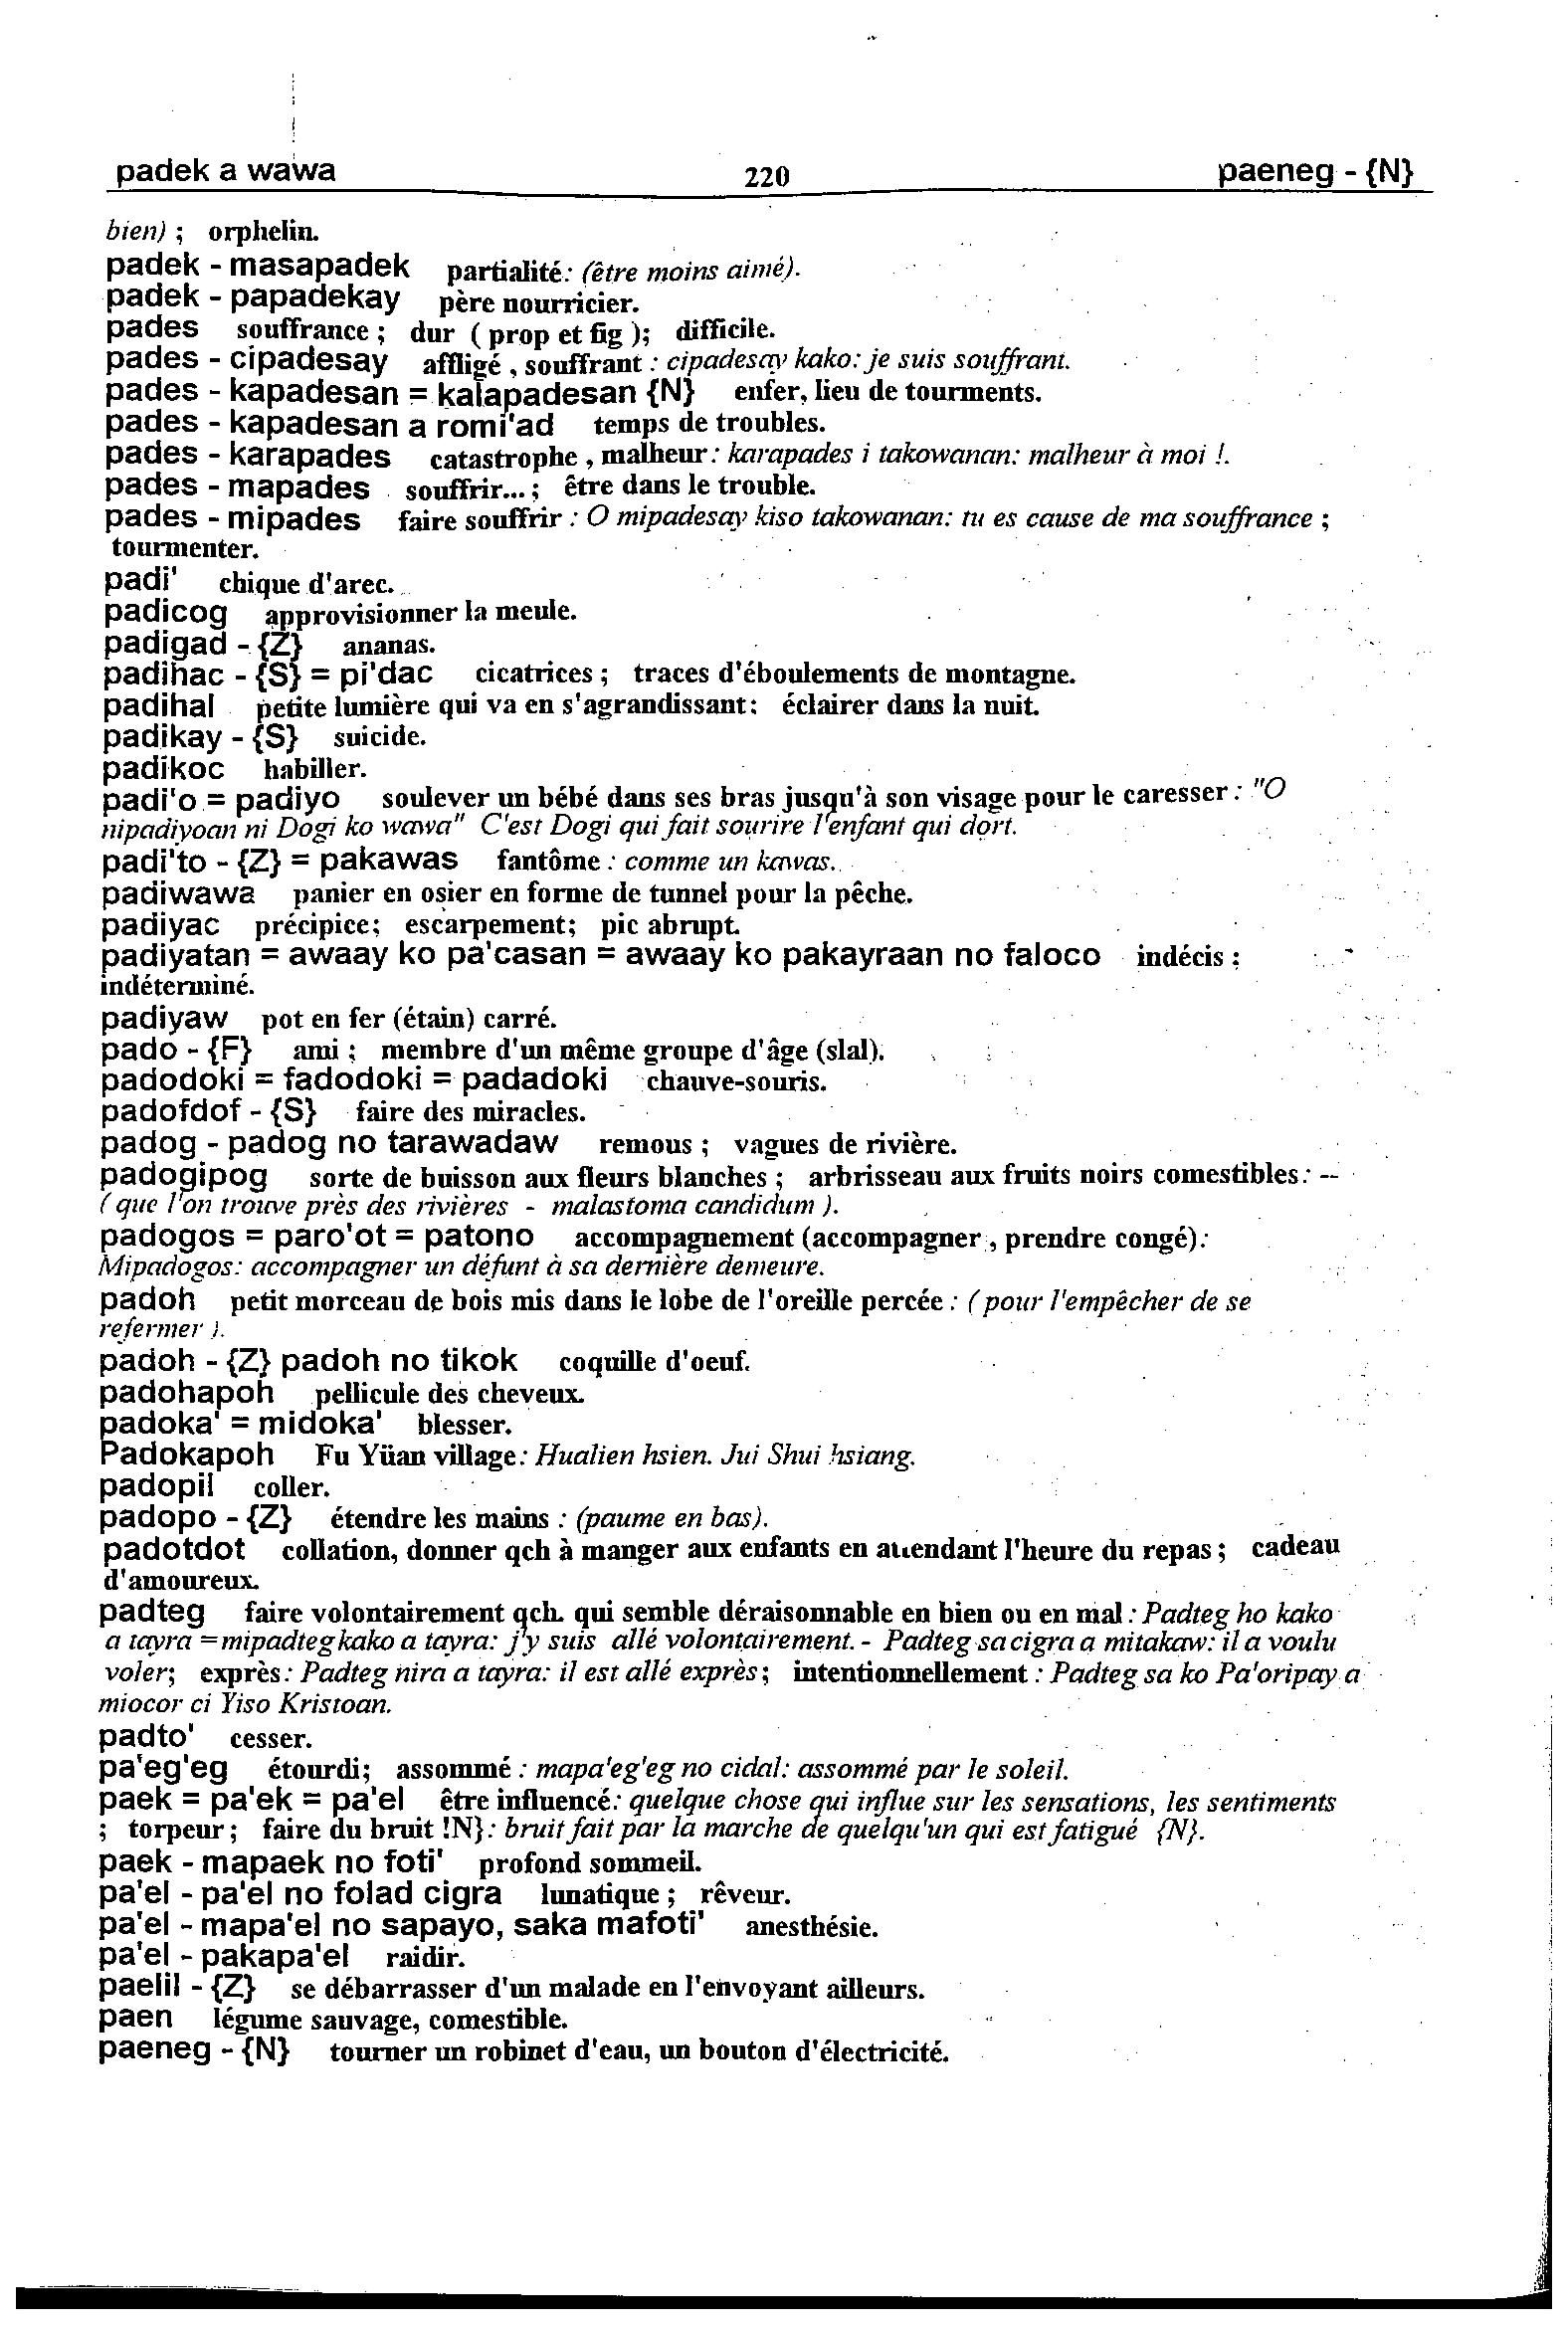 padek a wawa 220 paeneg - {N}
bien) ; orphelin.
padek - masapadek partialité: (être moins aimé).
padek - papadekay père nourricier.
pades souffrance ; dur ( prop et fig ); difficile.
pades - cipadesay affligé , souffrant : cipadesay kako: je suis souffrant.
pades - kapadesan = kalapadesan {N} enfer, lieu de tourments.
pades - kapadesan a romi'ad temps de troubles.
pades - karapades catastrophe , malheur: karapades i takowanan: malheur à moi !.
pades - mapades souffrir... ; être dans le trouble.
pades - mipades faire souffrir : O mipadesay kiso takowanan: tu es cause de ma souffrance ;
tourmenter.
padi' chique d'arec.
padicog approvisionner la meule.
padigad - {Z} ananas.
padihac - {S} = pi'dac cicatrices ; traces d'éboulements de montagne.
padihal petite lumière qui va en s'agrandissant: éclairer dans la nuit.
padikay - {S} suicide.
padikoc habiller.
padi'o = padiyo soulever un bébé dans ses bras jusqu'à son visage pour le caresser : "O
nipadiyoan ni Dogi ko wawa" C'est Dogi qui fait sourire l'enfant qui dort.
padi'to - {Z} = pakawas fantôme : comme un kawas.
padiwawa panier en osier en forme de tunnel pour la pêche.
padiyac précipice; escarpement; pic abrupt.
padiyatan = awaay ko pa'casan = awaay ko pakayraan no faloco indécis ;
indéterminé.
padiyaw pot en fer (étain) carré.
pado - {F} ami ; membre d'un même groupe d'âge (slal).
padodoki = fadodoki = padadoki chauve-souris.
padofdof - {S} faire des miracles.
padog - padog no tarawadaw remous ; vagues de rivière.
padogipog sorte de buisson aux fleurs blanches ; arbrisseau aux fruits noirs comestibles: --
( que l'on trouve près des rivières - malastoma candidum ).
padogos = paro'ot = patono accompagnement (accompagner , prendre congé):
Mipadogos: accompagner un défunt à sa dernière demeure.
padoh petit morceau de bois mis dans le lobe de l'oreille percée : ( pour l'empêcher de se
refermer ).
padoh - {Z} padoh no tikok coquille d'oeuf.
padohapoh pellicule des cheveux.
padoka' = midoka' blesser.
Padokapoh Fu Yüan village: Hualien hsien. Jui Shui hsiang.
padopil coller.
padopo - {Z} étendre les mains : (paume en bas).
padotdot collation, donner qch à manger aux enfants en attendant l'heure du repas ; cadeau
d'amoureux.
padteg faire volontairement qch. qui semble déraisonnable en bien ou en mal : Padteg ho kako
a tayra =mipadteg kako a tayra: j'y suis allé volontairement. - Padteg sa cigra a mitakaw: il a voulu
voler; exprès: Padteg nira a tayra: il est allé exprès; intentionnellement : Padteg sa ko Pa'oripay a
miocor ci Yiso Kristoan.
padto' cesser.
pa'eg'eg étourdi; assommé : mapa'eg'eg no cidal: assommé par le soleil.
paek = pa'ek = pa'el être influencé: quelque chose qui influe sur les sensations, les sentiments
; torpeur ; faire du bruit !N}: bruit fait par la marche de quelqu'un qui est fatigué {N}.
paek - mapaek no foti' profond sommeil.
pa'el - pa'el no folad cigra lunatique ; rêveur.
pa'el - mapa'el no sapayo, saka mafoti' anesthésie.
pa'el - pakapa'el raidir.
paelil - {Z} se débarrasser d'un malade en l'envoyant ailleurs.
paen légume sauvage, comestible.
paeneg - {N} tourner un robinet d'eau, un bouton d'électricité.